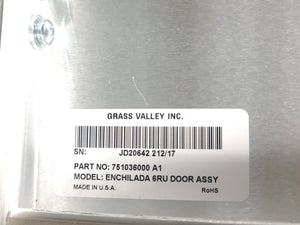 GRASS VALLEY INC.
SN: JD20642 212/17
PART NO: 751036000 A1
MODEL: ENCHILADA 6RU DOOR ASSY
MADE IN U.S.A. RoHS